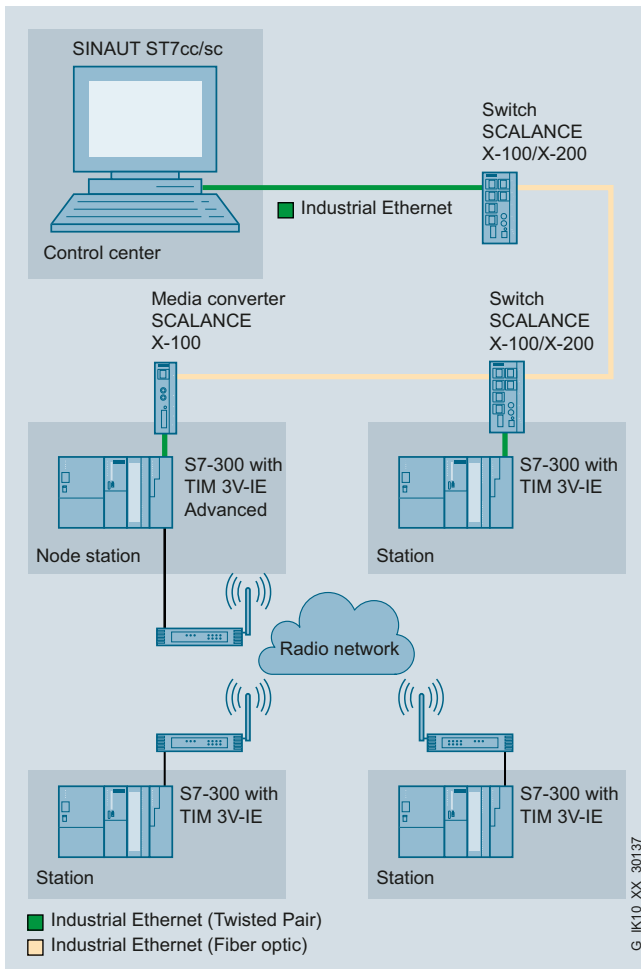 SINAUT ST7cc/sc
Control center
Industrial Ethernet
Switch
SCALANCE
X-100/X-200
Media converter
SCALANCE
X-100
Switch
SCALANCE
X-100/X-200
S7-300 with
TIM 3V-IE
Advanced
Node station
S7-300 with
TIM 3V-IE
Station
Radio network
S7-300 with
TIM 3V-IE
Station
S7-300 with
TIM 3V-IE
Station
Industrial Ethernet (Twisted Pair)
Industrial Ethernet (Fiber optic)
G_IK10_XX_30137